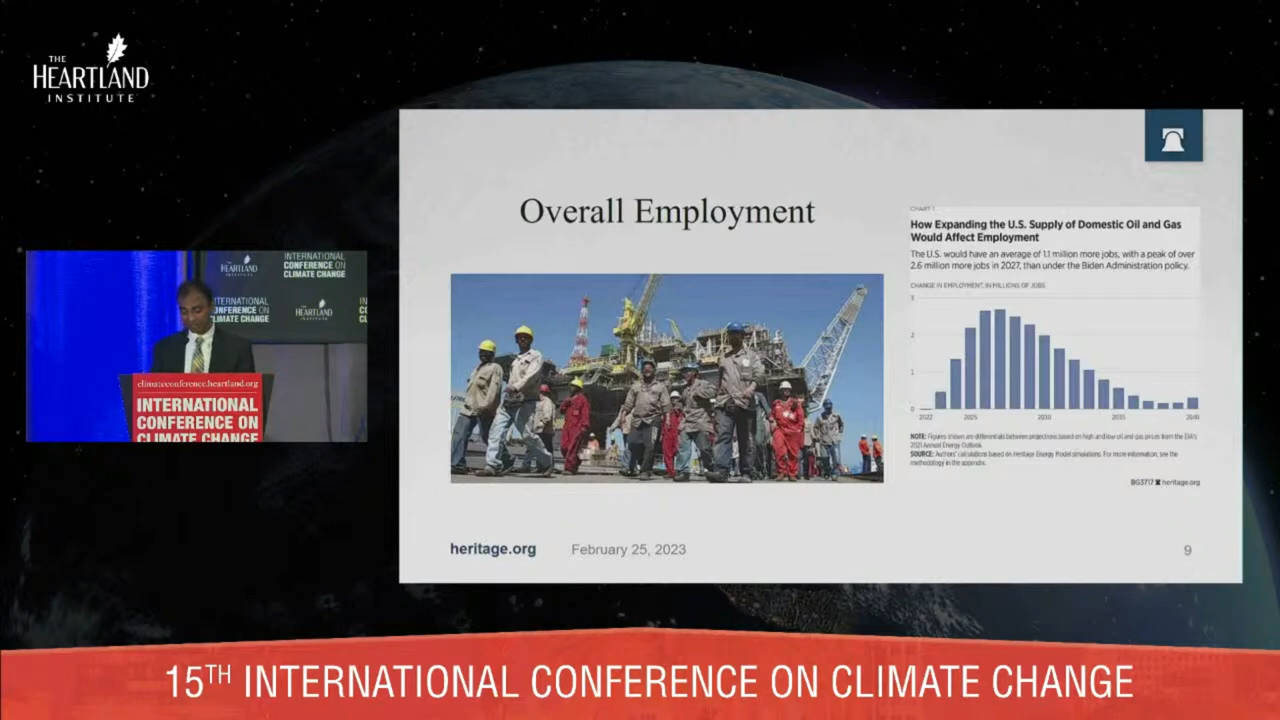 THE
HEARTLAND
INSTITUTE
Overall Employment
CHART 1
How Expanding the U.S. Supply of Domestic Oil and Gas
Would Affect Employment
The U.S. would have an average of 1.1 million more jobs, with a peak of over
2.6 million more jobs in 2027, than under the Biden Administration policy.
CHANGE IN EMPLOYMENT, IN MILLIONS OF JOBS
3
2
1
0
2022 2025 2030 2035 2040
NOTE: Figures shown are differentials between projections based on high and low oil and gas prices from the EIA's
2021 Annual Energy Outlook.
SOURCE: Authors' calculations based on Heritage Energy Model simulations. For more information, see the
methodology in the appendix.
BG3717 heritage.org
heritage.org February 25, 2023 9
HEARTLAND
INSTITUTE
INTERNATIONAL
CONFERENCE ON
CLIMATE CHANGE
INTERNATIONAL
CONFERENCE ON
CLIMATE CHANGE
THE
HEARTLAND
INSTITUTE
climateconference.heartland.org
INTERNATIONAL
CONFERENCE ON
CLIMATE CHANGE
15TH INTERNATIONAL CONFERENCE ON CLIMATE CHANGE